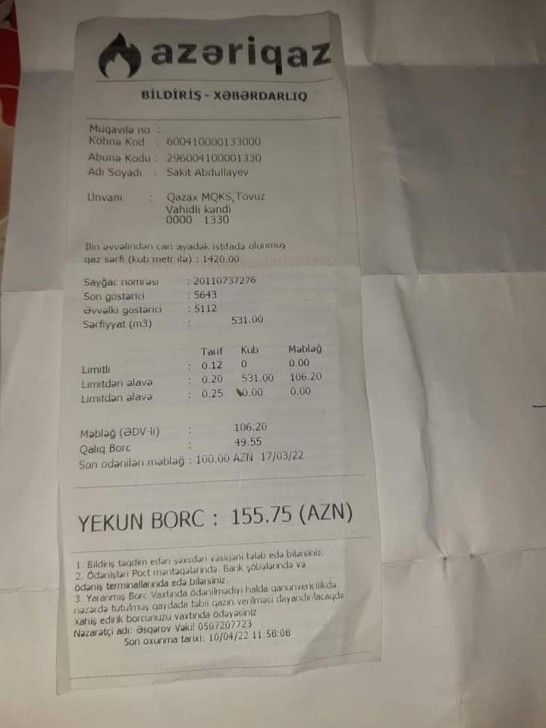 azəriqaz
BİLDİRİŞ - XƏBƏRDARLIQ
Müqavilə no :
Köhnə Kod : 600410000133000
Abunə Kodu : 296004100001330
Adı Soyadı : Sakit Abdullayev
Ünvanı : Qazax MQKS,Tovuz
Vahidli kəndi
0000 1330
İlin əvvəlindən cari ayadək istifadə olunmuş
qaz sərfi (kub metr ilə) : 1420.00
Sayğac nomrəsi : 20110737276
Son göstərici : 5643
Əvvəlki göstərici : 5112
Sərfiyyat (m3) : 531.00
Tarif Kub Məbləğ
Limitli : 0.12 0 0.00
Limitdən əlavə : 0.20 531.00 106.20
Limitdən əlavə : 0.25 0.00 0.00
Məbləğ (ƏDV-li) : 106.20
Qalıq Borc : 49.55
Son ödənilən məbləğ : 100.00 AZN 17/03/22
YEKUN BORC : 155.75 (AZN)
1. Bildiriş təqdim edən şəxsdən vəsiqəni tələb edə bilərsiniz.
2. Ödənişləri Poçt məntəqələrində, Bank şöbələrində və
ödəniş terminallarında edə bilərsiniz.
3. Yaranmış Borc Vaxtında ödənilmədiyi halda qanunvericilikdə
nəzərdə tutulmuş qaydada təbii qazın verilməsi dayandırılacaqdır.
Xahiş edirik borcunuzu vaxtında ödəyəsiniz
Nəzarətçi adı: Əsgərov Vəkil 0507207723
Son oxunma tarixi: 10/04/22 11:56:06